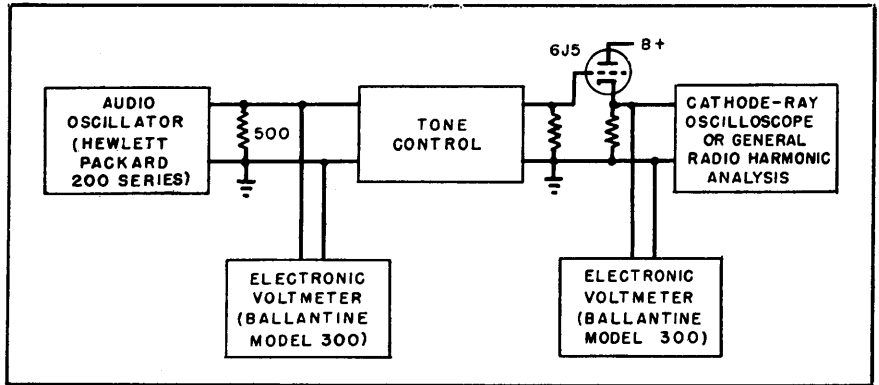 6J5
B+
AUDIO
OSCILLATOR
(HEWLETT
PACKARD
200 SERIES)
500
TONE
CONTROL
CATHODE-RAY
OSCILLOSCOPE
OR GENERAL
RADIO HARMONIC
ANALYSIS
ELECTRONIC
VOLTMETER
(BALLANTINE
MODEL 300)
ELECTRONIC
VOLTMETER
(BALLANTINE
MODEL 300)